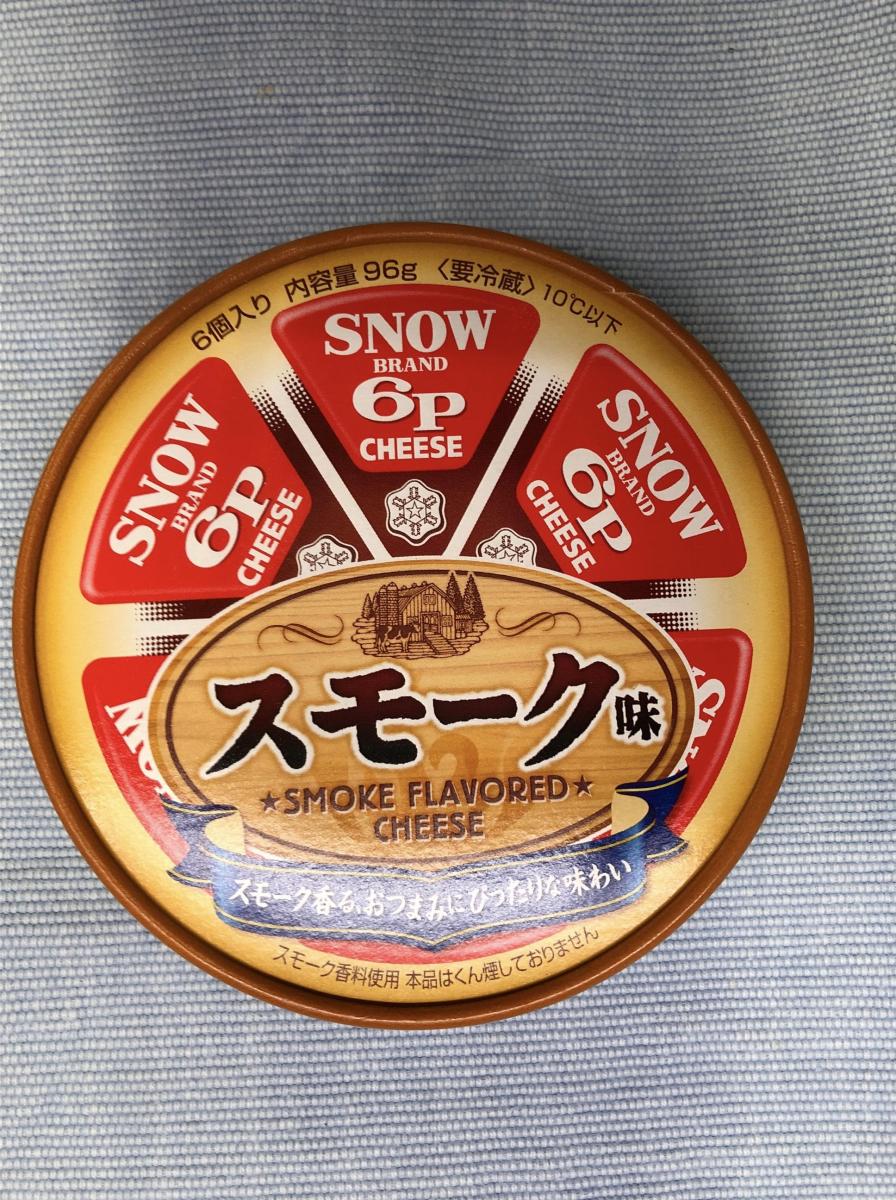 6個入り 内容量 96g 〈要冷蔵〉10℃以下
SNOW
BRAND
6P
CHEESE
SNOW
BRAND
6P
CHEESE
SNOW
BRAND
6P
CHEESE
スモーク味
★SMOKE FLAVORED★
CHEESE
スモーク香る、おつまみにぴったりな味わい
スモーク香料使用 本品はくん煙しておりません